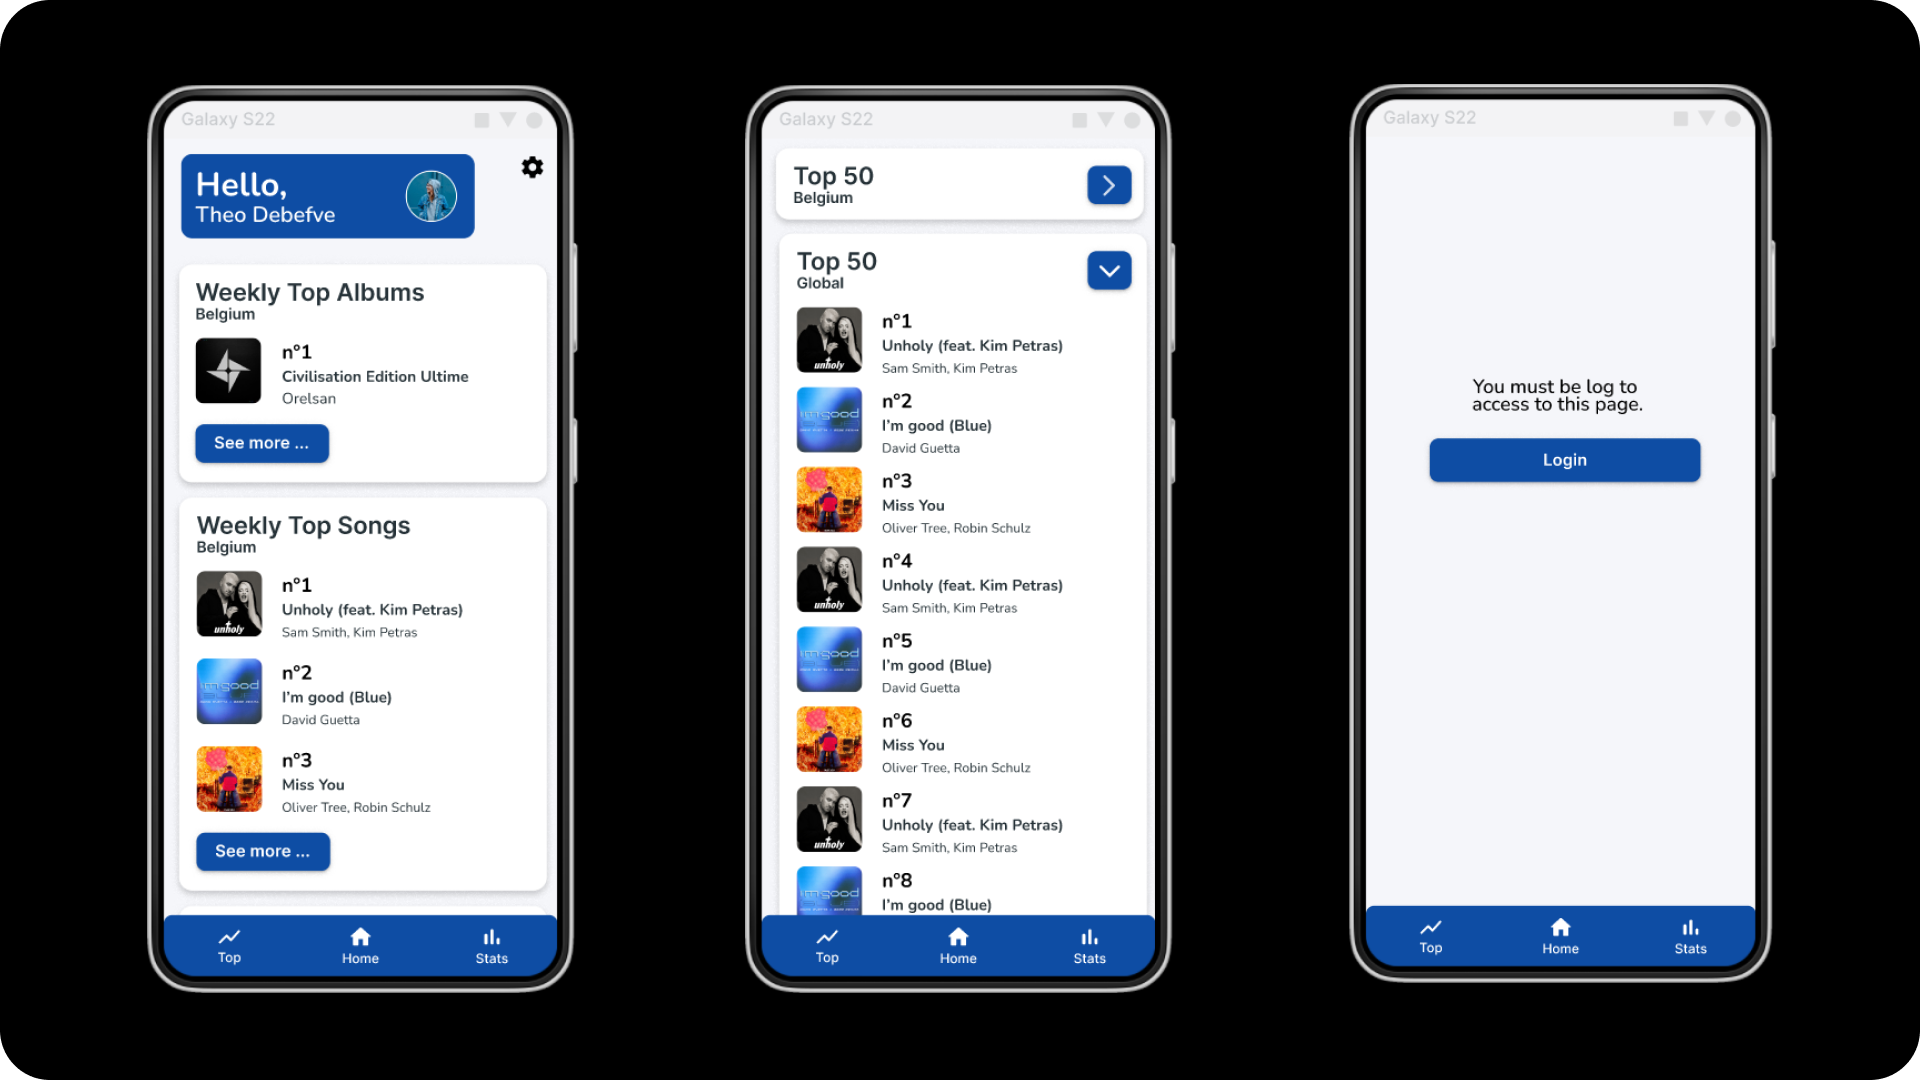 Galaxy S22
Hello,
Theo Debefve
Weekly Top Albums
Belgium
n°1
Civilisation Edition Ultime
Orelsan
See more ...
Weekly Top Songs
Belgium
unholy
n°1
Unholy (feat. Kim Petras)
Sam Smith, Kim Petras
i'm good
n°2
I'm good (Blue)
David Guetta
n°3
Miss You
Oliver Tree, Robin Schulz
See more ...
Top
Home
Stats
Galaxy S22
Top 50
Belgium
Top 50
Global
unholy
n°1
Unholy (feat. Kim Petras)
Sam Smith, Kim Petras
i'm good
n°2
I'm good (Blue)
David Guetta
n°3
Miss You
Oliver Tree, Robin Schulz
unholy
n°4
Unholy (feat. Kim Petras)
Sam Smith, Kim Petras
i'm good
n°5
I'm good (Blue)
David Guetta
n°6
Miss You
Oliver Tree, Robin Schulz
unholy
n°7
Unholy (feat. Kim Petras)
Sam Smith, Kim Petras
i'm good
n°8
I'm good (Blue)
Top
Home
Stats
Galaxy S22
You must be log to
access to this page.
Login
Top
Home
Stats